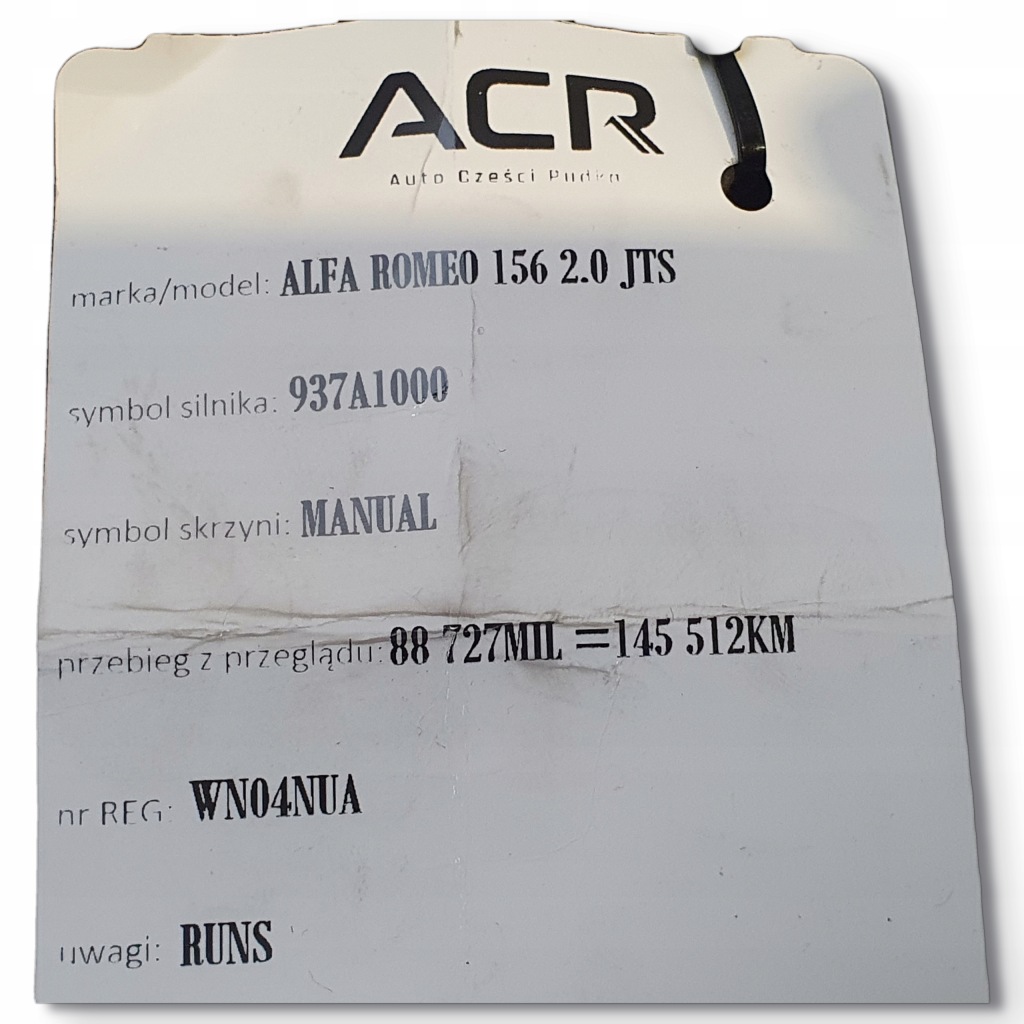 ACR
Auto Części
marka/model: ALFA ROMEO 156 2.0 JTS
symbol silnika: 937A1000
symbol skrzyni: MANUAL
przebieg z przeglądu: 88 727MIL =145 512KM
nr REG: WN04NUA
uwagi: RUNS